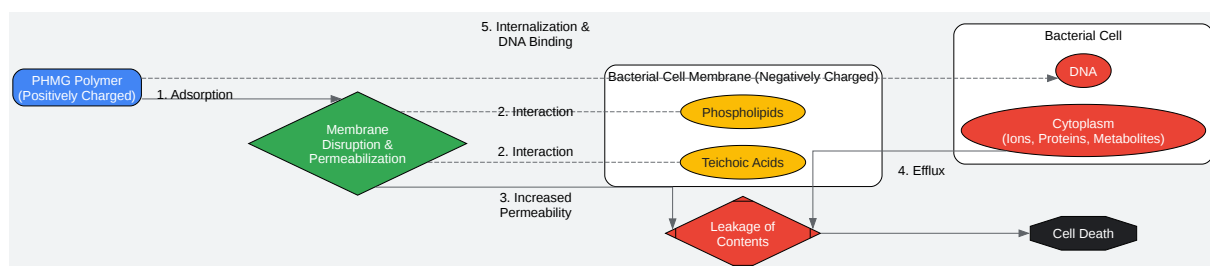 5. Internalization &
DNA Binding
Bacterial Cell
PHMG Polymer
(Positively Charged)
1. Adsorption
Bacterial Cell Membrane (Negatively Charged)
DNA
Membrane
Disruption &
Permeabilization
2. Interaction
Phospholipids
Cytoplasm
(Ions, Proteins, Metabolites)
2. Interaction
Teichoic Acids
4. Efflux
3. Increased
Permeability
Leakage of
Contents
Cell Death